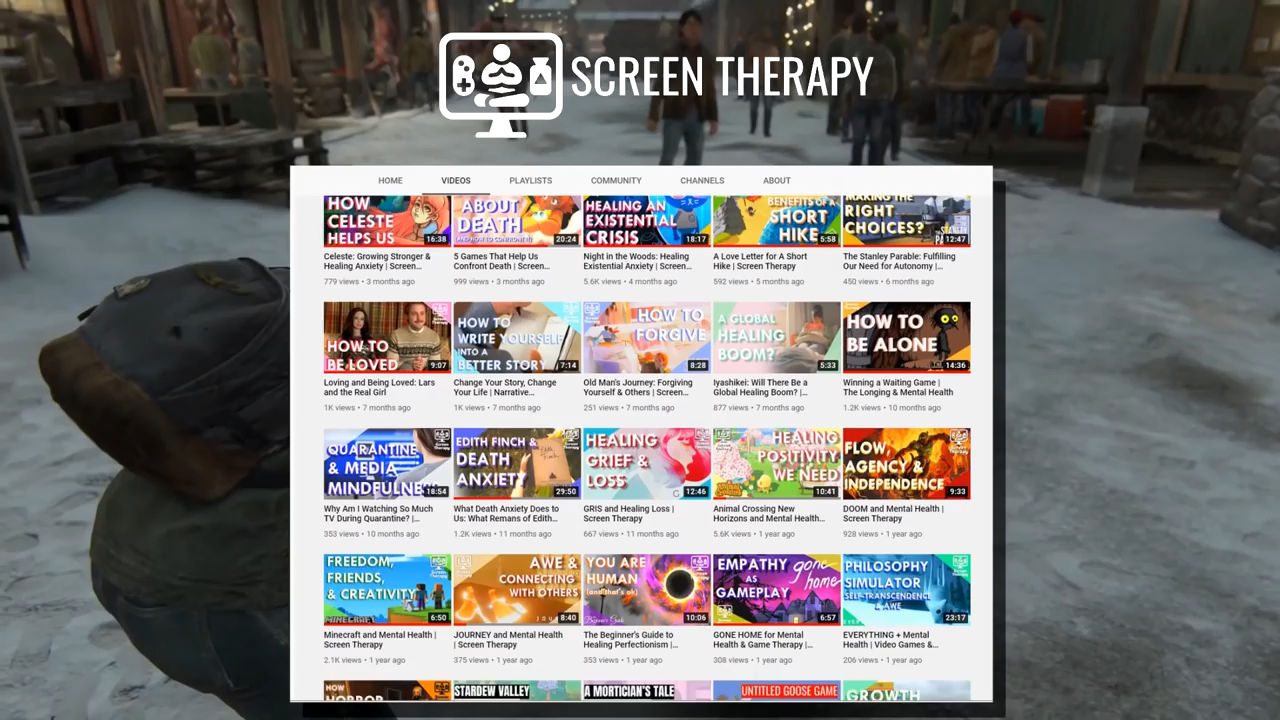 SCREEN THERAPY
HOME VIDEOS PLAYLISTS COMMUNITY CHANNELS ABOUT
HOW
CELESTE
HELPS US
16:38
ABOUT
DEATH
(AND HOW TO CONFRONT IT)
20:24
HEALING AN
EXISTENTIAL
CRISIS
18:17
BENEFITS OF A
SHORT
HIKE
5:58
MAKING THE
RIGHT
CHOICES?
12:47
Celeste: Growing Stronger &
Healing Anxiety | Screen...
779 views • 3 months ago
5 Games That Help Us
Confront Death | Screen...
999 views • 3 months ago
Night in the Woods: Healing
Existential Anxiety | Screen...
5.6K views • 4 months ago
A Love Letter for A Short
Hike | Screen Therapy
592 views • 5 months ago
The Stanley Parable: Fulfilling
Our Need for Autonomy |...
450 views • 6 months ago
HOW TO
BE LOVED
9:07
HOW TO
WRITE YOURSELF
INTO A
BETTER STORY
7:14
HOW TO
FORGIVE
8:28
A GLOBAL
HEALING
BOOM?
5:33
HOW TO
BE ALONE
14:36
Loving and Being Loved: Lars
and the Real Girl
1K views • 7 months ago
Change Your Story, Change
Your Life | Narrative...
1K views • 7 months ago
Old Man's Journey: Forgiving
Yourself & Others | Screen...
251 views • 7 months ago
Iyashikei: Will There Be a
Global Healing Boom? |...
877 views • 7 months ago
Winning a Waiting Game |
The Longing & Mental Health
1.2K views • 10 months ago
QUARANTINE
& MEDIA
MINDFULNE
18:54
EDITH FINCH &
DEATH
ANXIETY
29:50
HEALING
GRIEF &
LOSS
12:46
HEALING
POSITIVITY
WE NEED
10:41
FLOW,
AGENCY &
INDEPENDENCE
9:33
Why Am I Watching So Much
TV During Quarantine? |...
353 views • 10 months ago
What Death Anxiety Does to
Us: What Remans of Edith...
1.2K views • 11 months ago
GRIS and Healing Loss |
Screen Therapy
667 views • 11 months ago
Animal Crossing New
Horizons and Mental Health...
5.6K views • 1 year ago
DOOM and Mental Health |
Screen Therapy
928 views • 1 year ago
FREEDOM,
FRIENDS,
& CREATIVITY
MINECRAFT
6:50
AWE &
CONNECTING
WITH OTHERS
8:40
YOU ARE
HUMAN
(and that's ok)
10:06
EMPATHY
AS
GAMEPLAY
gone home
6:57
PHILOSOPHY
SIMULATOR
SELF-TRANSCENDENCE
& AWE
23:17
Minecraft and Mental Health |
Screen Therapy
2.1K views • 1 year ago
JOURNEY and Mental Health
| Screen Therapy
375 views • 1 year ago
The Beginner's Guide to
Healing Perfectionism |...
353 views • 1 year ago
GONE HOME for Mental
Health & Game Therapy |...
308 views • 1 year ago
EVERYTHING + Mental
Health | Video Games &...
206 views • 1 year ago
HOW
HORROR
STARDEW VALLEY
A MORTICIAN'S TALE
UNTITLED GOOSE GAME
GROWTH